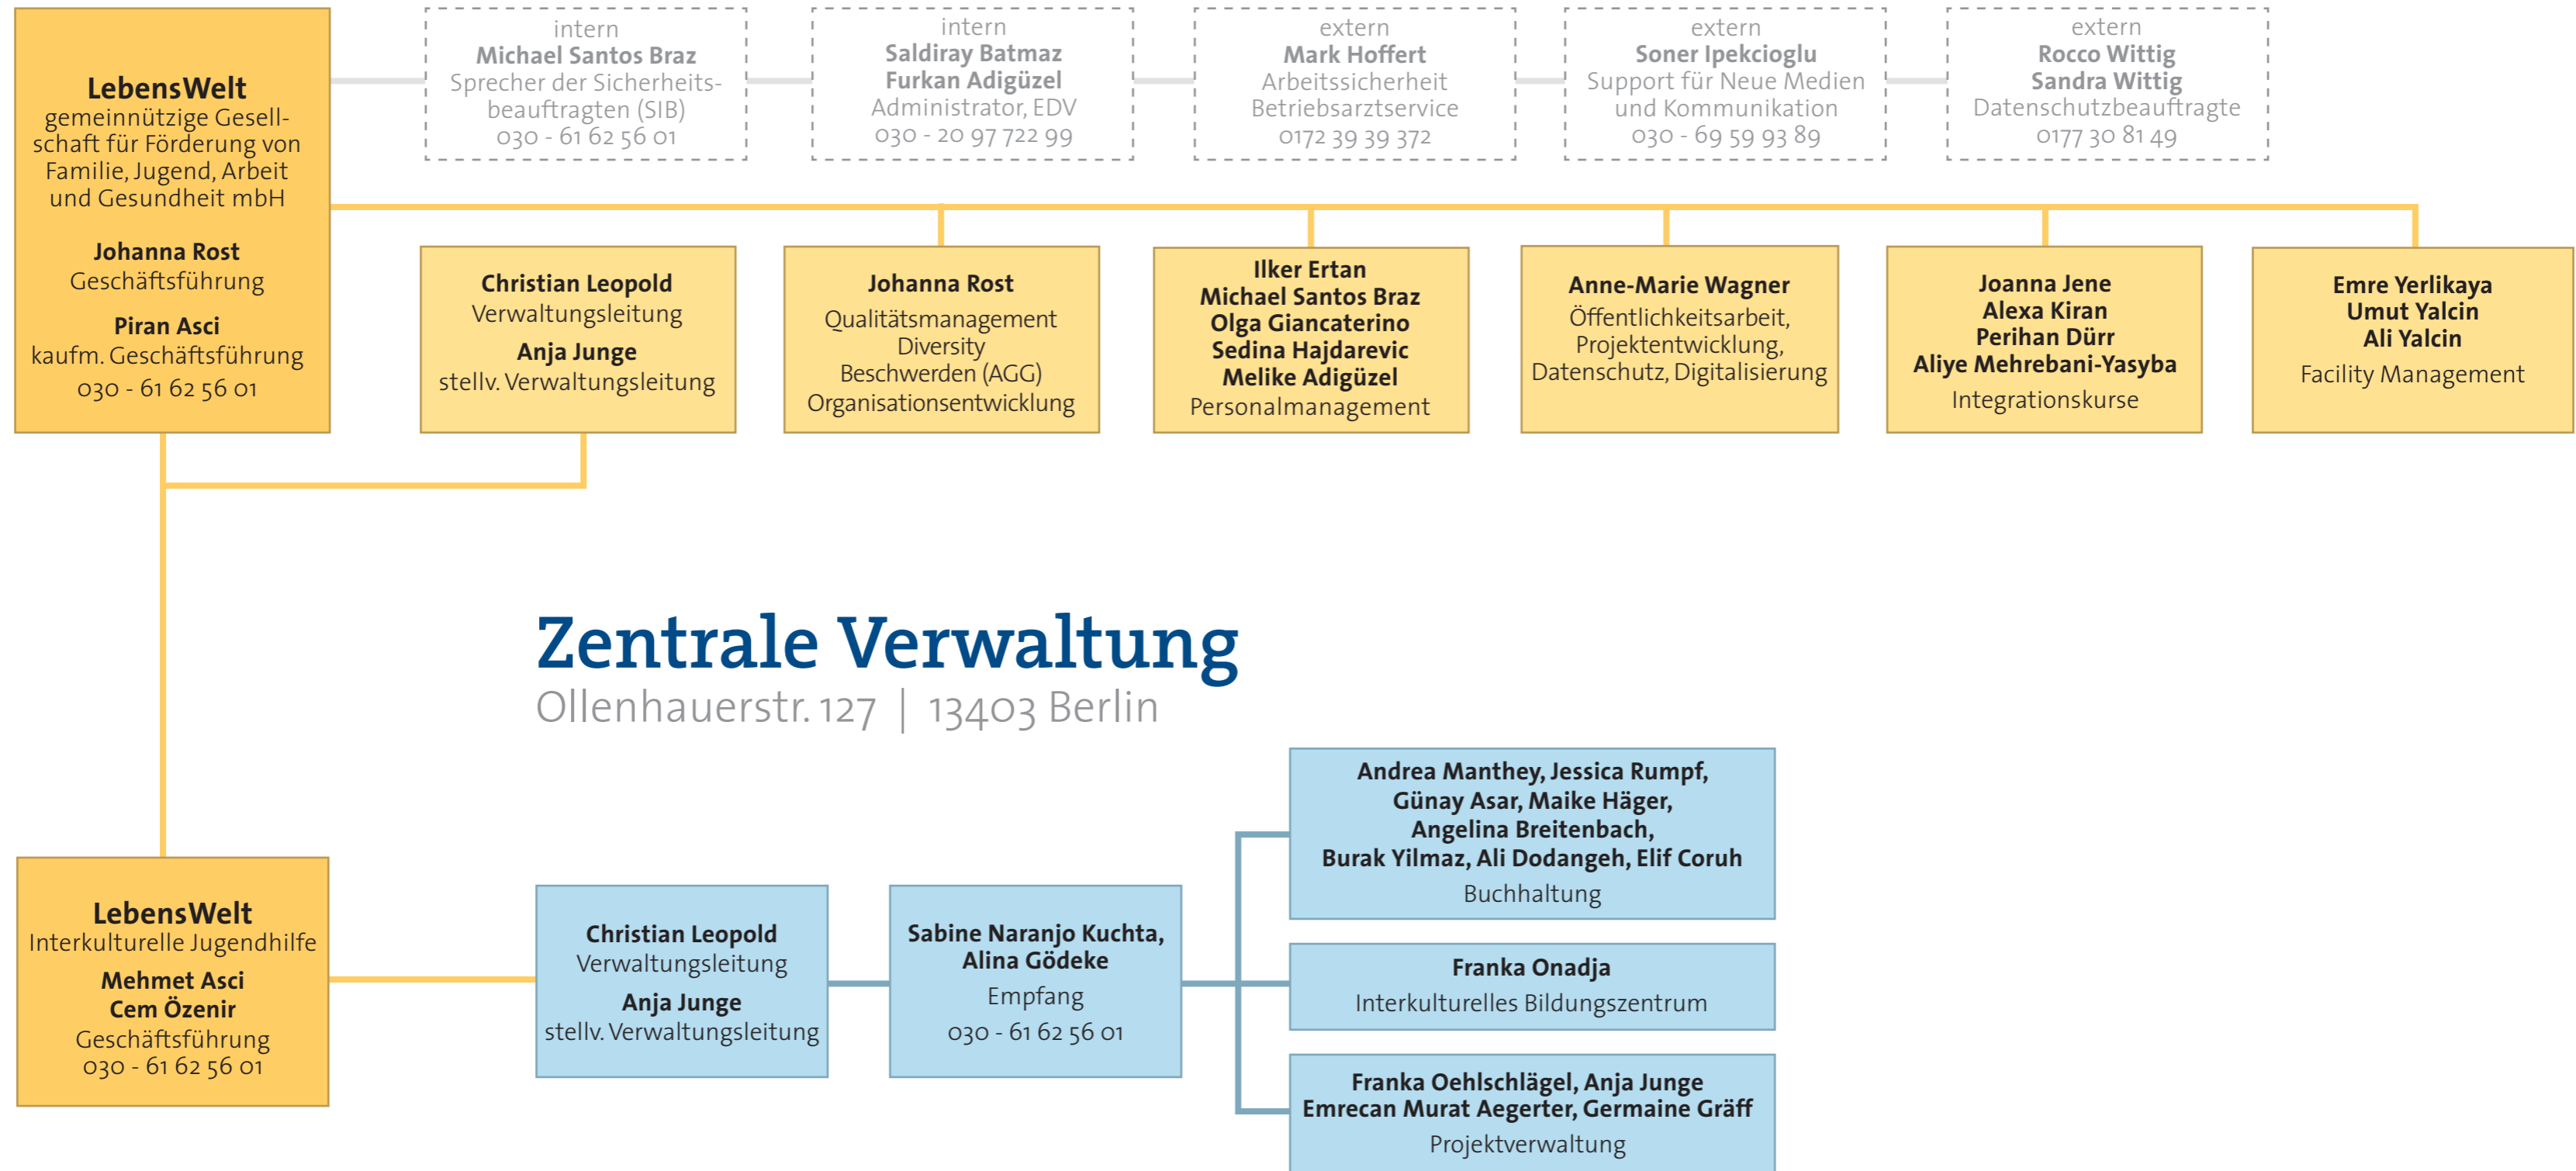 LebensWelt
gemeinnützige Gesell-
schaft für Förderung von
Familie, Jugend, Arbeit
und Gesundheit mbH
Johanna Rost
Geschäftsführung
Piran Asci
kaufm. Geschäftsführung
030 - 61 62 56 01
intern
Michael Santos Braz
Sprecher der Sicherheits-
beauftragten (SIB)
030 - 61 62 56 01
intern
Saldiray Batmaz
Furkan Adigüzel
Administrator, EDV
030 - 20 97 722 99
extern
Mark Hoffert
Arbeitssicherheit
Betriebsarztservice
0172 39 39 372
extern
Soner Ipekcioglu
Support für Neue Medien
und Kommunikation
030 - 69 59 93 89
extern
Rocco Wittig
Sandra Wittig
Datenschutzbeauftragte
0177 30 81 49
Christian Leopold
Verwaltungsleitung
Anja Junge
stellv. Verwaltungsleitung
Johanna Rost
Qualitätsmanagement
Diversity
Beschwerden (AGG)
Organisationsentwicklung
Ilker Ertan
Michael Santos Braz
Olga Giancaterino
Sedina Hajdarevic
Melike Adigüzel
Personalmanagement
Anne-Marie Wagner
Öffentlichkeitsarbeit,
Projektentwicklung,
Datenschutz, Digitalisierung
Joanna Jene
Alexa Kiran
Perihan Dürr
Aliye Mehrebani-Yasyba
Integrationskurse
Emre Yerlikaya
Umut Yalcin
Ali Yalcin
Facility Management
Zentrale Verwaltung
Ollenhauerstr. 127 | 13403 Berlin
LebensWelt
Interkulturelle Jugendhilfe
Mehmet Asci
Cem Özenir
Geschäftsführung
030 - 61 62 56 01
Christian Leopold
Verwaltungsleitung
Anja Junge
stellv. Verwaltungsleitung
Sabine Naranjo Kuchta,
Alina Gödeke
Empfang
030 - 61 62 56 01
Andrea Manthey, Jessica Rumpf,
Günay Asar, Maike Häger,
Angelina Breitenbach,
Burak Yilmaz, Ali Dodangeh, Elif Coruh
Buchhaltung
Franka Onadja
Interkulturelles Bildungszentrum
Franka Oehlschlägel, Anja Junge
Emrecan Murat Aegerter, Germaine Gräff
Projektverwaltung